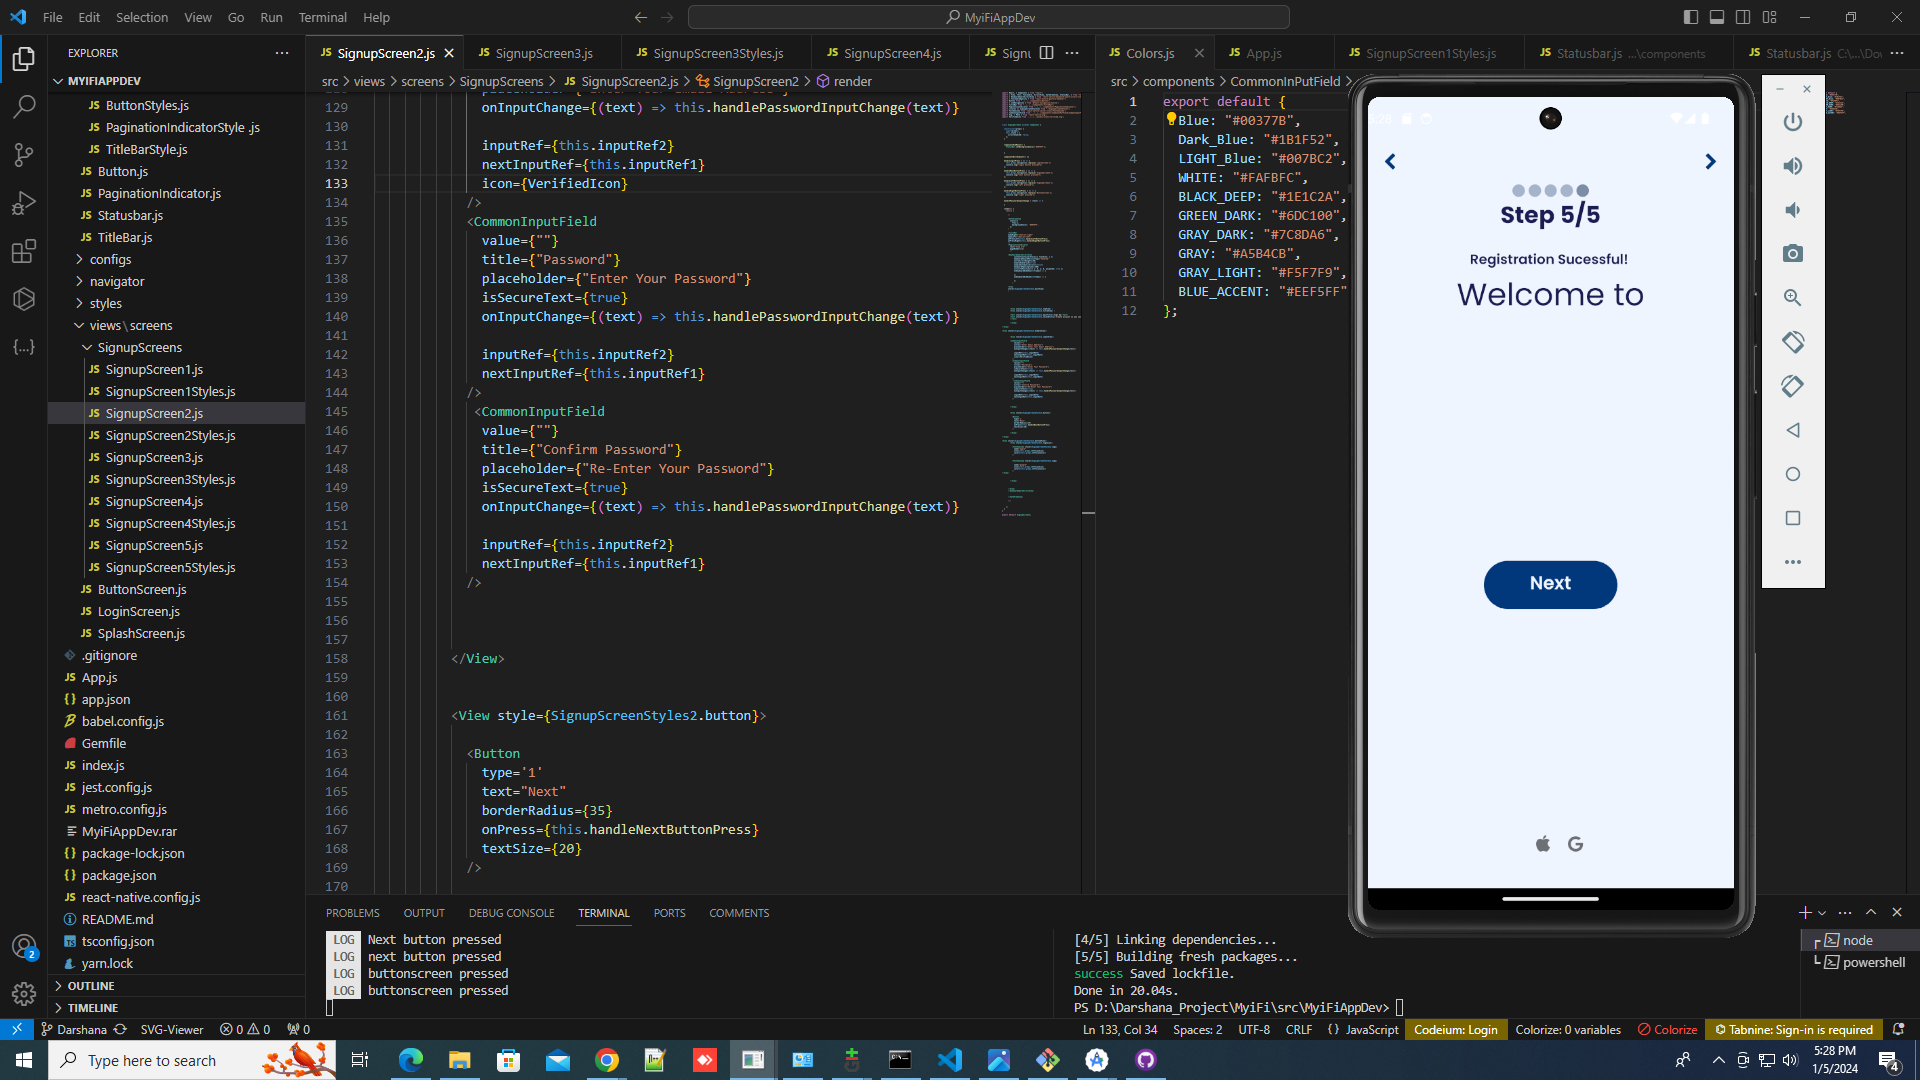 File Edit Selection View Go Run Terminal Help
MyiFiAppDev
EXPLORER
MYIFIAPPDEV
ButtonStyles.js
PaginationIndicatorStyle .js
TitleBarStyle.js
Button.js
PaginationIndicator.js
Statusbar.js
TitleBar.js
configs
navigator
styles
views\screens
SignupScreens
SignupScreen1.js
SignupScreen1Styles.js
SignupScreen2.js
SignupScreen2Styles.js
SignupScreen3.js
SignupScreen3Styles.js
SignupScreen4.js
SignupScreen4Styles.js
SignupScreen5.js
SignupScreen5Styles.js
ButtonScreen.js
LoginScreen.js
SplashScreen.js
.gitignore
App.js
app.json
babel.config.js
Gemfile
index.js
jest.config.js
metro.config.js
MyiFiAppDev.rar
package-lock.json
package.json
react-native.config.js
README.md
tsconfig.json
yarn.lock
OUTLINE
TIMELINE
SignupScreen2.js SignupScreen3.js SignupScreen3Styles.js SignupScreen4.js Signu
src > views > screens > SignupScreens > SignupScreen2.js > SignupScreen2 > render
129 onInputChange={(text) => this.handlePasswordInputChange(text)}
130
131 inputRef={this.inputRef2}
132 nextInputRef={this.inputRef1}
133 icon={VerifiedIcon}
134 />
135 <CommonInputField
136 value={""}
137 title={"Password"}
138 placeholder={"Enter Your Password"}
139 isSecureText={true}
140 onInputChange={(text) => this.handlePasswordInputChange(text)}
141
142 inputRef={this.inputRef2}
143 nextInputRef={this.inputRef1}
144 />
145 <CommonInputField
146 value={""}
147 title={"Confirm Password"}
148 placeholder={"Re-Enter Your Password"}
149 isSecureText={true}
150 onInputChange={(text) => this.handlePasswordInputChange(text)}
151
152 inputRef={this.inputRef2}
153 nextInputRef={this.inputRef1}
154 />
155
156
157
158 </View>
159
160
161 <View style={SignupScreenStyles2.button}>
162
163 <Button
164 type='1'
165 text="Next"
166 borderRadius={35}
167 onPress={this.handleNextButtonPress}
168 textSize={20}
169 />
170
Colors.js App.js SignupScreen1Styles.js Statusbar.js ...\components Statusbar.js C:\...\Dov
src > components > CommonInPutField >
1 export default {
2 Blue: "#00377B",
3 Dark_Blue: "#1B1F52",
4 LIGHT_Blue: "#007BC2",
5 WHITE: "#FAFBFC",
6 BLACK_DEEP: "#1E1C2A",
7 GREEN_DARK: "#6DC100",
8 GRAY_DARK: "#7C8DA6",
9 GRAY: "#A5B4CB",
10 GRAY_LIGHT: "#F5F7F9",
11 BLUE_ACCENT: "#EEF5FF"
12 };
Step 5/5
Registration Sucessful!
Welcome to
Next
PROBLEMS OUTPUT DEBUG CONSOLE TERMINAL PORTS COMMENTS
LOG Next button pressed
LOG next button pressed
LOG buttonscreen pressed
LOG buttonscreen pressed
[4/5] Linking dependencies...
[5/5] Building fresh packages...
success Saved lockfile.
Done in 20.04s.
PS D:\Darshana_Project\MyiFi\src\MyiFiAppDev>
node
powershell
Darshana SVG-Viewer 0 0 0
Ln 133, Col 34 Spaces: 2 UTF-8 CRLF {} JavaScript Codeium: Login Colorize: 0 variables Colorize Tabnine: Sign-in is required
Type here to search
5:28 PM
1/5/2024
4
2